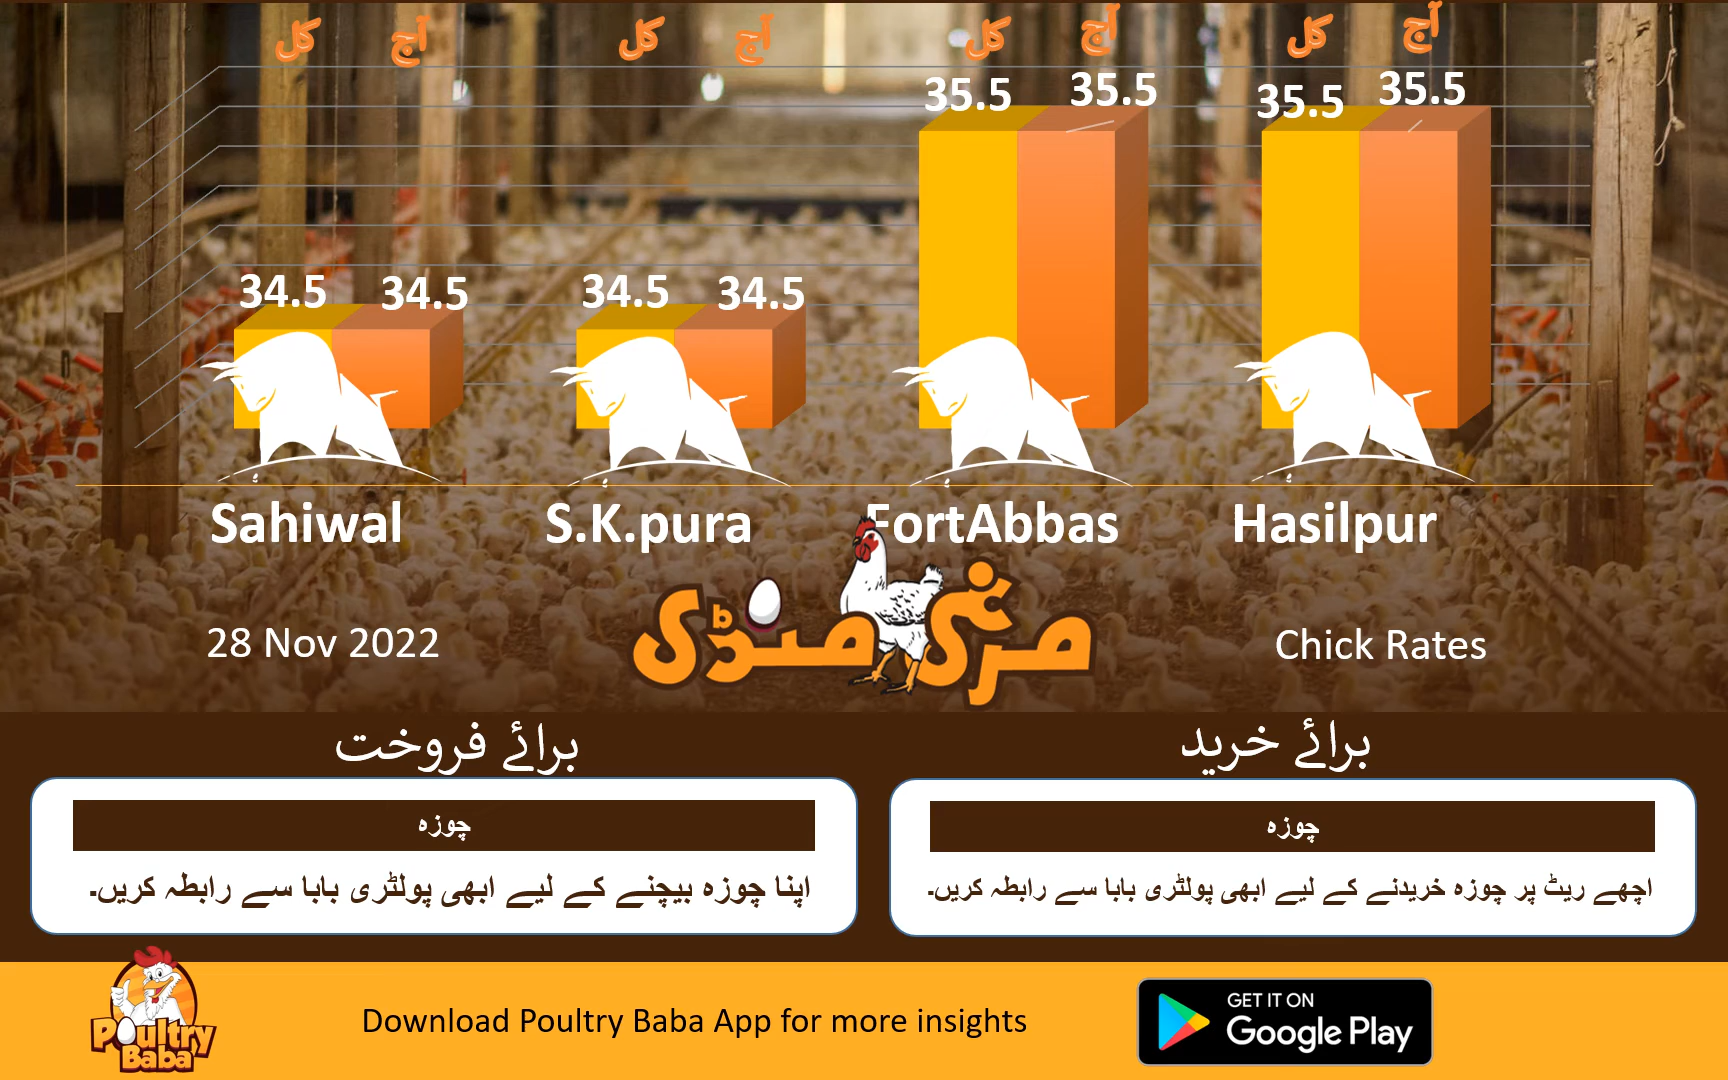 کل آج کل آج کل آج کل آج
34.5 34.5 34.5 34.5 35.5 35.5 35.5 35.5
Sahiwal S.K.pura FortAbbas Hasilpur
28 Nov 2022
مرغی منڈی
Chick Rates
برائے فروخت
چوزہ
اپنا چوزہ بیچنے کے لیے ابھی پولٹری بابا سے رابطہ کریں۔
برائے خرید
چوزہ
اچھے ریٹ پر چوزہ خریدنے کے لیے ابھی پولٹری بابا سے رابطہ کریں۔
Poultry
Baba
Download Poultry Baba App for more insights
GET IT ON
Google Play